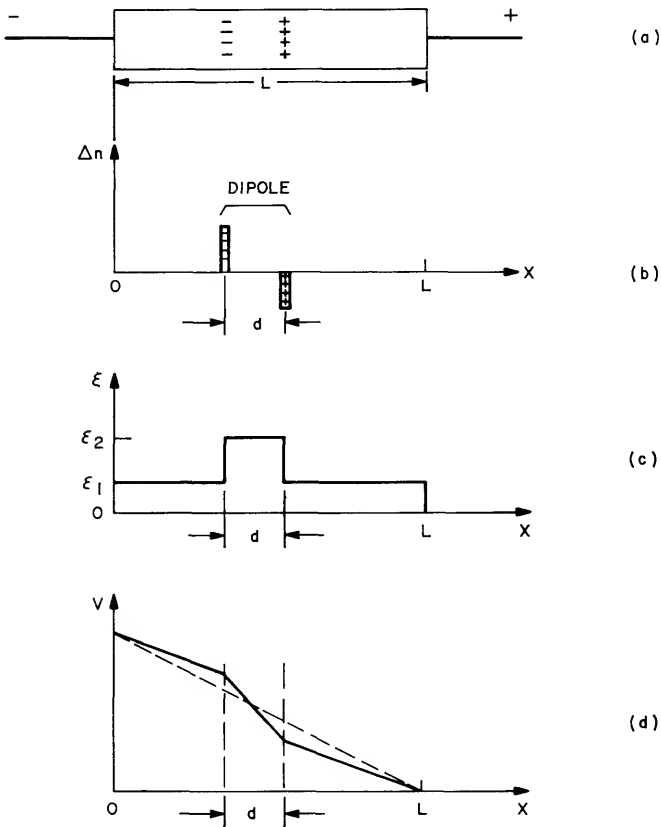 - +
- +
- +
- +
- +
(a)
L
Δn
DIPOLE
0 L X
(b)
d
ε
ε2
(c)
ε1
0
L X
d
V
(d)
0 L X
d